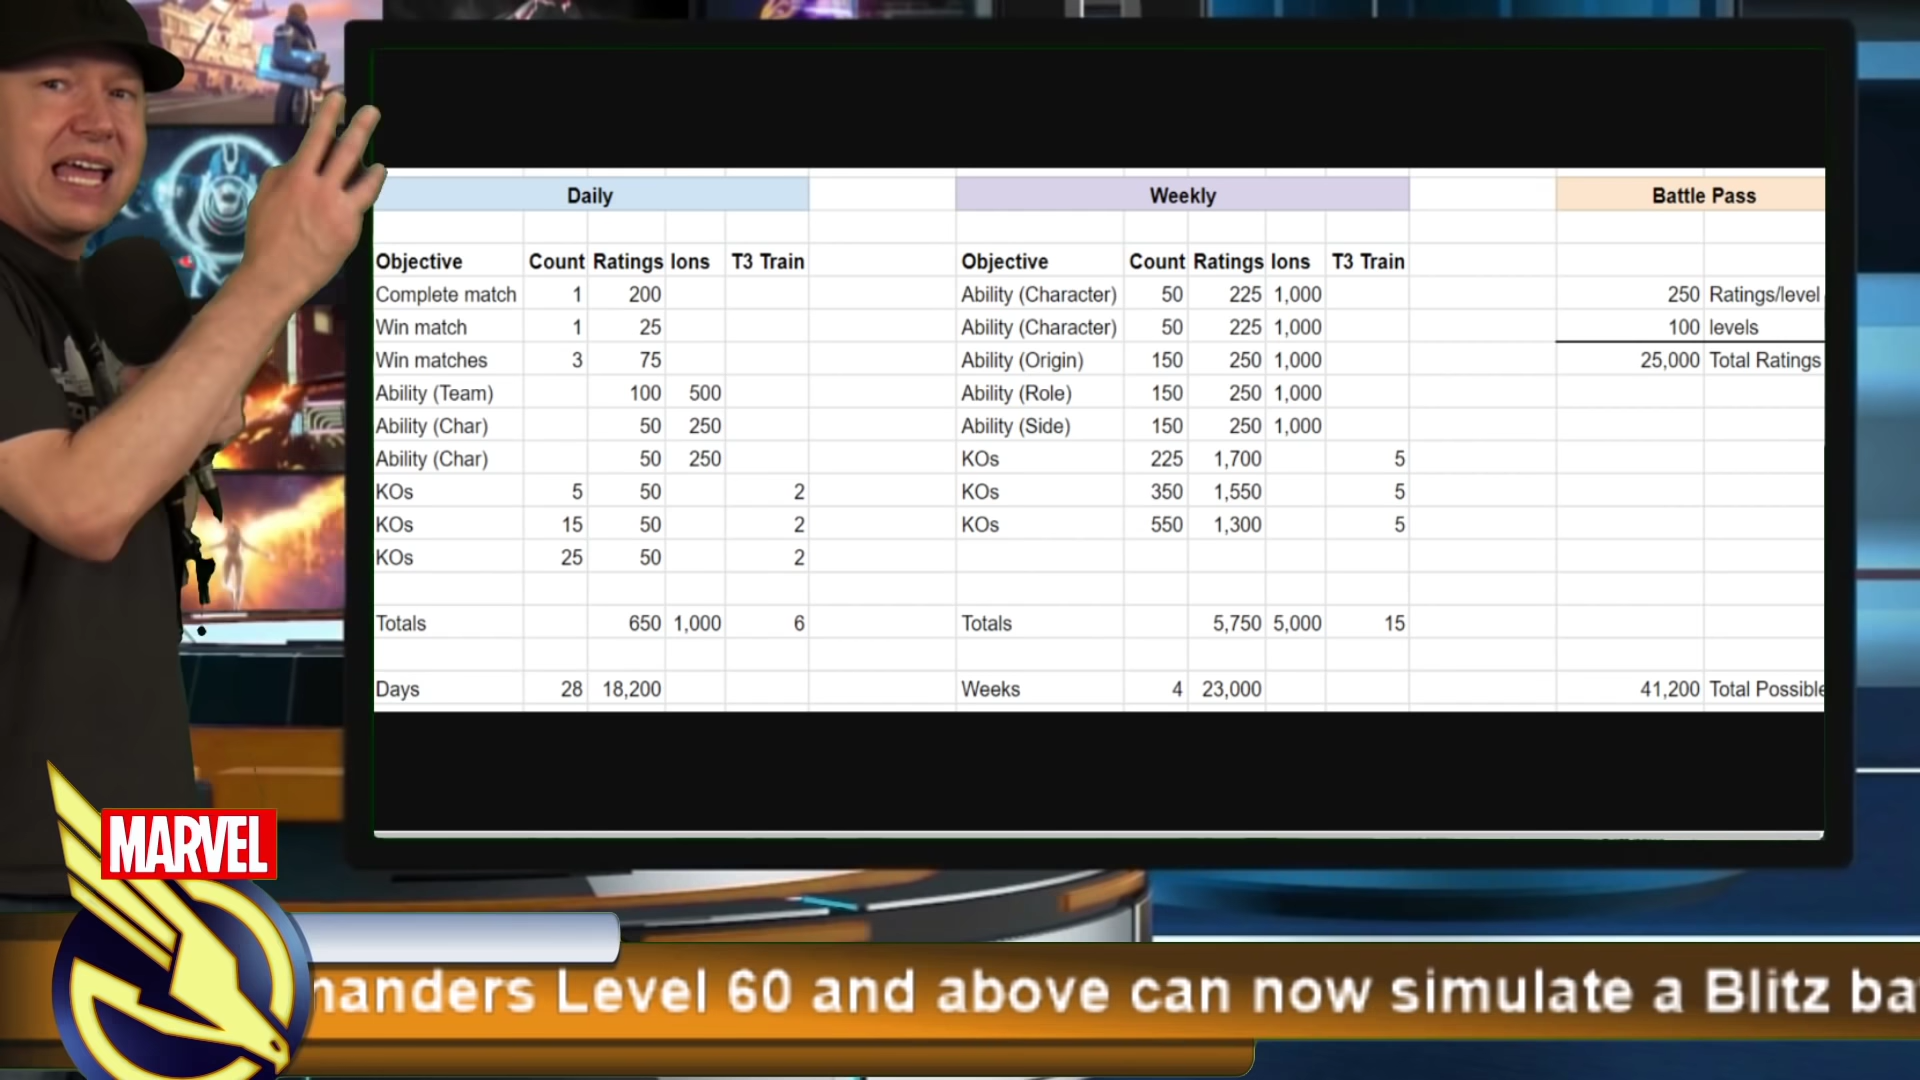 Daily Weekly Battle Pass
Objective Count Ratings Ions T3 Train Objective Count Ratings Ions T3 Train
Complete match 1 200 Ability (Character) 50 225 1,000 250 Ratings/level
Win match 1 25 Ability (Character) 50 225 1,000 100 levels
Win matches 3 75 Ability (Origin) 150 250 1,000 25,000 Total Ratings
Ability (Team) 100 500 Ability (Role) 150 250 1,000
Ability (Char) 50 250 Ability (Side) 150 250 1,000
Ability (Char) 50 250 KOs 225 1,700 5
KOs 5 50 2 KOs 350 1,550 5
KOs 15 50 2 KOs 550 1,300 5
KOs 25 50 2
Totals 650 1,000 6 Totals 5,750 5,000 15
Days 28 18,200 Weeks 4 23,000 41,200 Total Possible
MARVEL
manders Level 60 and above can now simulate a Blitz ba